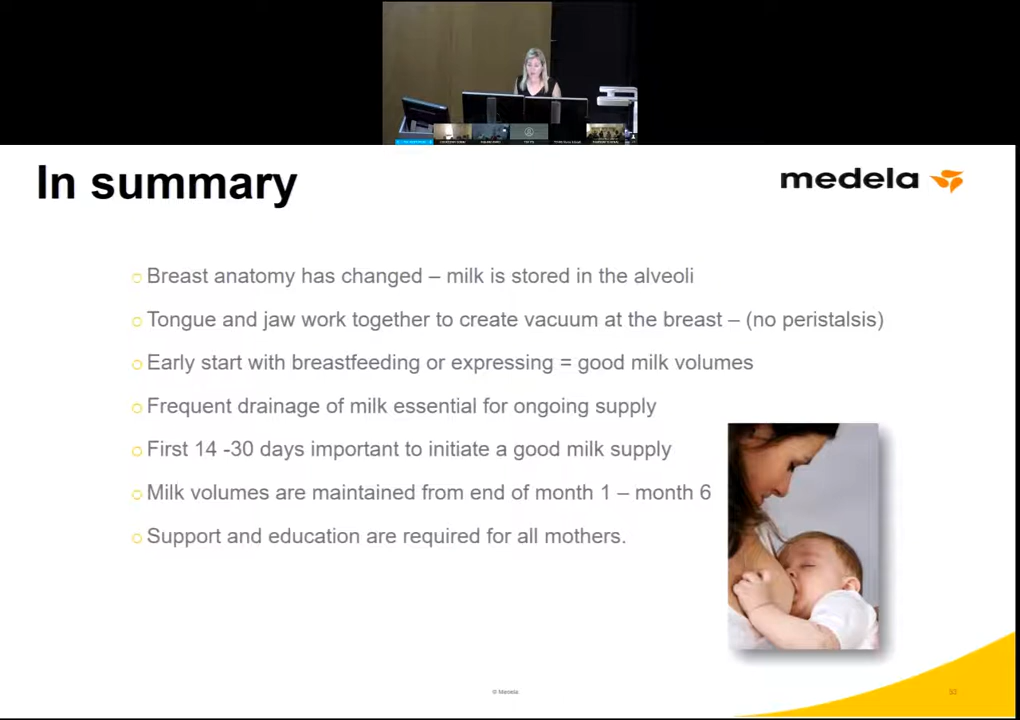 In summary
medela
Breast anatomy has changed – milk is stored in the alveoli
Tongue and jaw work together to create vacuum at the breast – (no peristalsis)
Early start with breastfeeding or expressing = good milk volumes
Frequent drainage of milk essential for ongoing supply
First 14 -30 days important to initiate a good milk supply
Milk volumes are maintained from end of month 1 – month 6
Support and education are required for all mothers.
© Medela